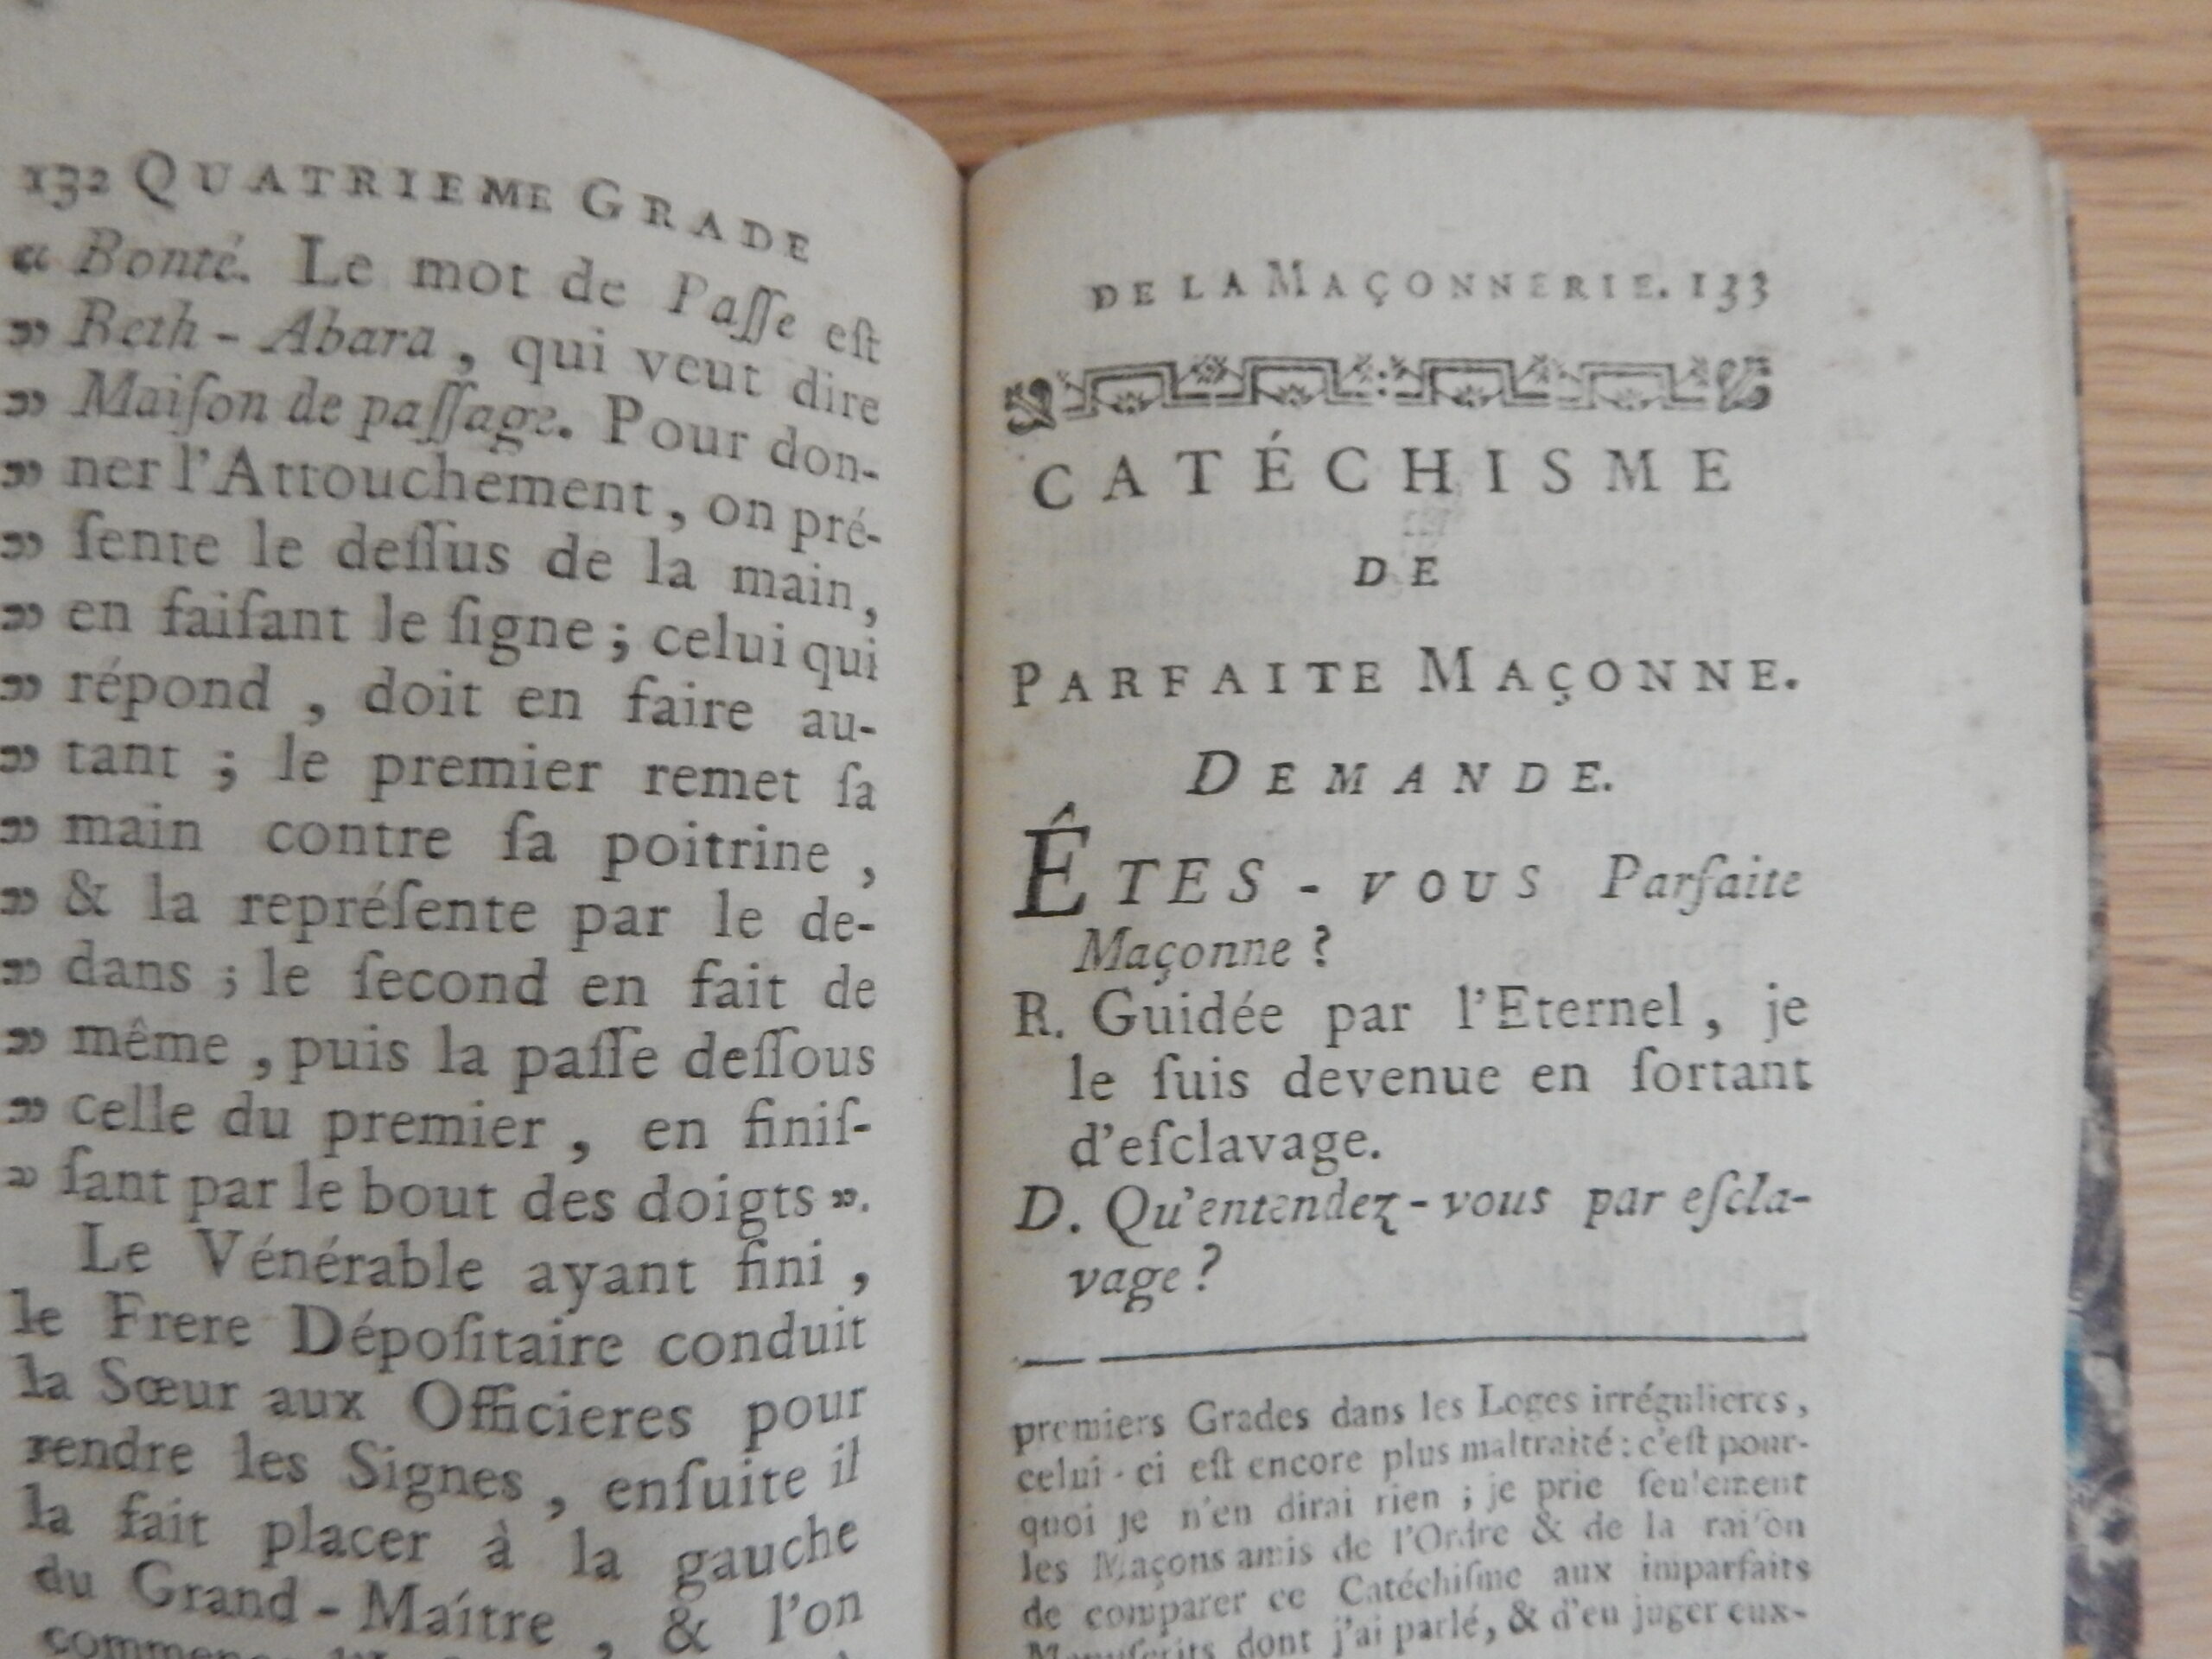 132 QUATRIEME GRADE
« Bonté. Le mot de Paſſe eſt
» Beth - Abara, qui veut dire
» Maiſon de paſſage. Pour don-
» ner l'Attouchement, on pré-
» ſente le deſſus de la main,
» en faiſant le ſigne; celui qui
» répond, doit en faire au-
» tant; le premier remet ſa
» main contre ſa poitrine,
» & la repréſente par le de-
» dans; le ſecond en fait de
» même, puis la paſſe deſſous
» celle du premier, en finiſ-
» ſant par le bout des doigts ».
Le Vénérable ayant fini,
le Frere Dépoſitaire conduit
la Sœur aux Officieres pour
rendre les Signes, enſuite il
la fait placer à la gauche
du Grand-Maître, & l'on
DE LA MAÇONNERIE. 133
CATÉCHISME
DE
PARFAITE MAÇONNE.
DEMANDE.
ÊTES-VOUS Parfaite
Maçonne?
R. Guidée par l'Eternel, je
le ſuis devenue en ſortant
d'eſclavage.
D. Qu'entendez-vous par eſcla-
vage?
premiers Grades dans les Loges irrégulieres,
celui-ci eſt encore plus maltraité: c'eſt pour-
quoi je n'en dirai rien; je prie ſeulement
les Maçons amis de l'Ordre & de la raiſon
de comparer ce Catéchiſme aux imparfaits
Manuſcrits dont j'ai parlé, & d'en juger eux-